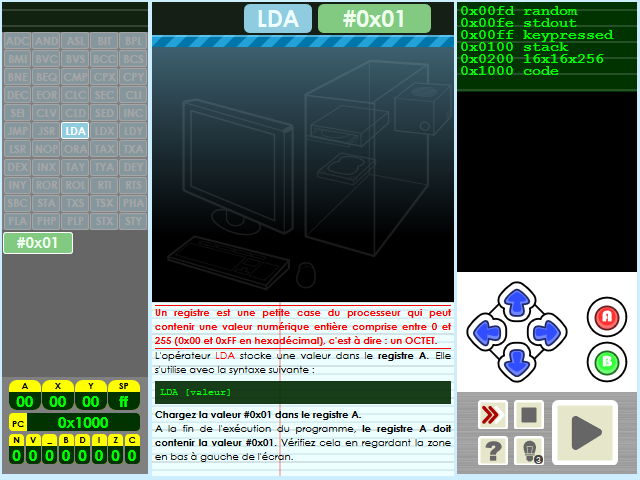 LDA #0x01
ADC AND ASL BIT BPL
BMI BVC BVS BCC BCS
BNE BEQ CMP CPX CPY
DEC EOR CLC SEC CLI
SEI CLV CLD SED INC
JMP JSR LDA LDX LDY
LSR NOP ORA TAX TXA
DEX INX TAY TYA DEY
INY ROR ROL RTI RTS
SBC STA TXS TSX PHA
PLA PHP PLP STX STY
#0x01
A X Y SP
00 00 00 ff
PC 0x1000
N V _ B D I Z C
0 0 0 0 0 0 0 0
Un registre est une petite case du processeur qui peut
contenir une valeur numérique entière comprise entre 0 et
255 (0x00 et 0xFF en hexadécimal), c'est à dire : un OCTET.
L'opérateur LDA stocke une valeur dans le registre A. Elle
s'utilise avec la syntaxe suivante :
LDA [valeur]
Chargez la valeur #0x01 dans le registre A.
A la fin de l'exécution du programme, le registre A doit
contenir la valeur #0x01. Vérifiez cela en regardant la zone
en bas à gauche de l'écran.
0x00fd random
0x00fe stdout
0x00ff keypressed
0x0100 stack
0x0200 16x16x256
0x1000 code
A
B
?
3